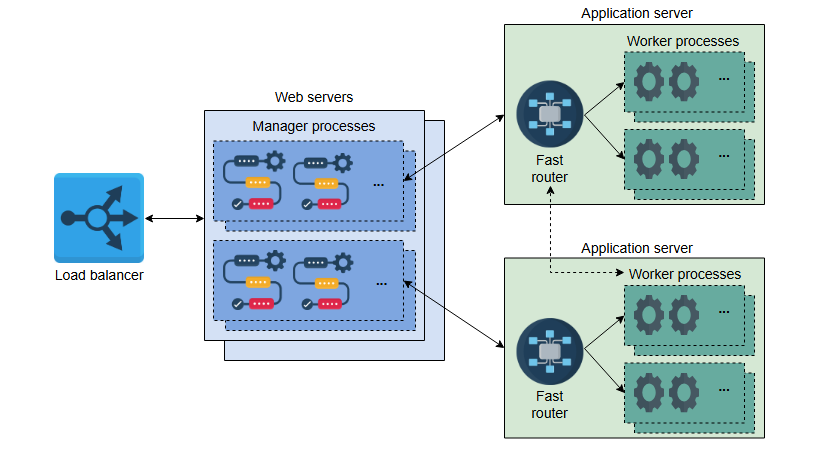 Application server
Worker processes
...
Fast
router
...
Web servers
Manager processes
...
...
Load balancer
Application server
Worker processes
...
Fast
router
...